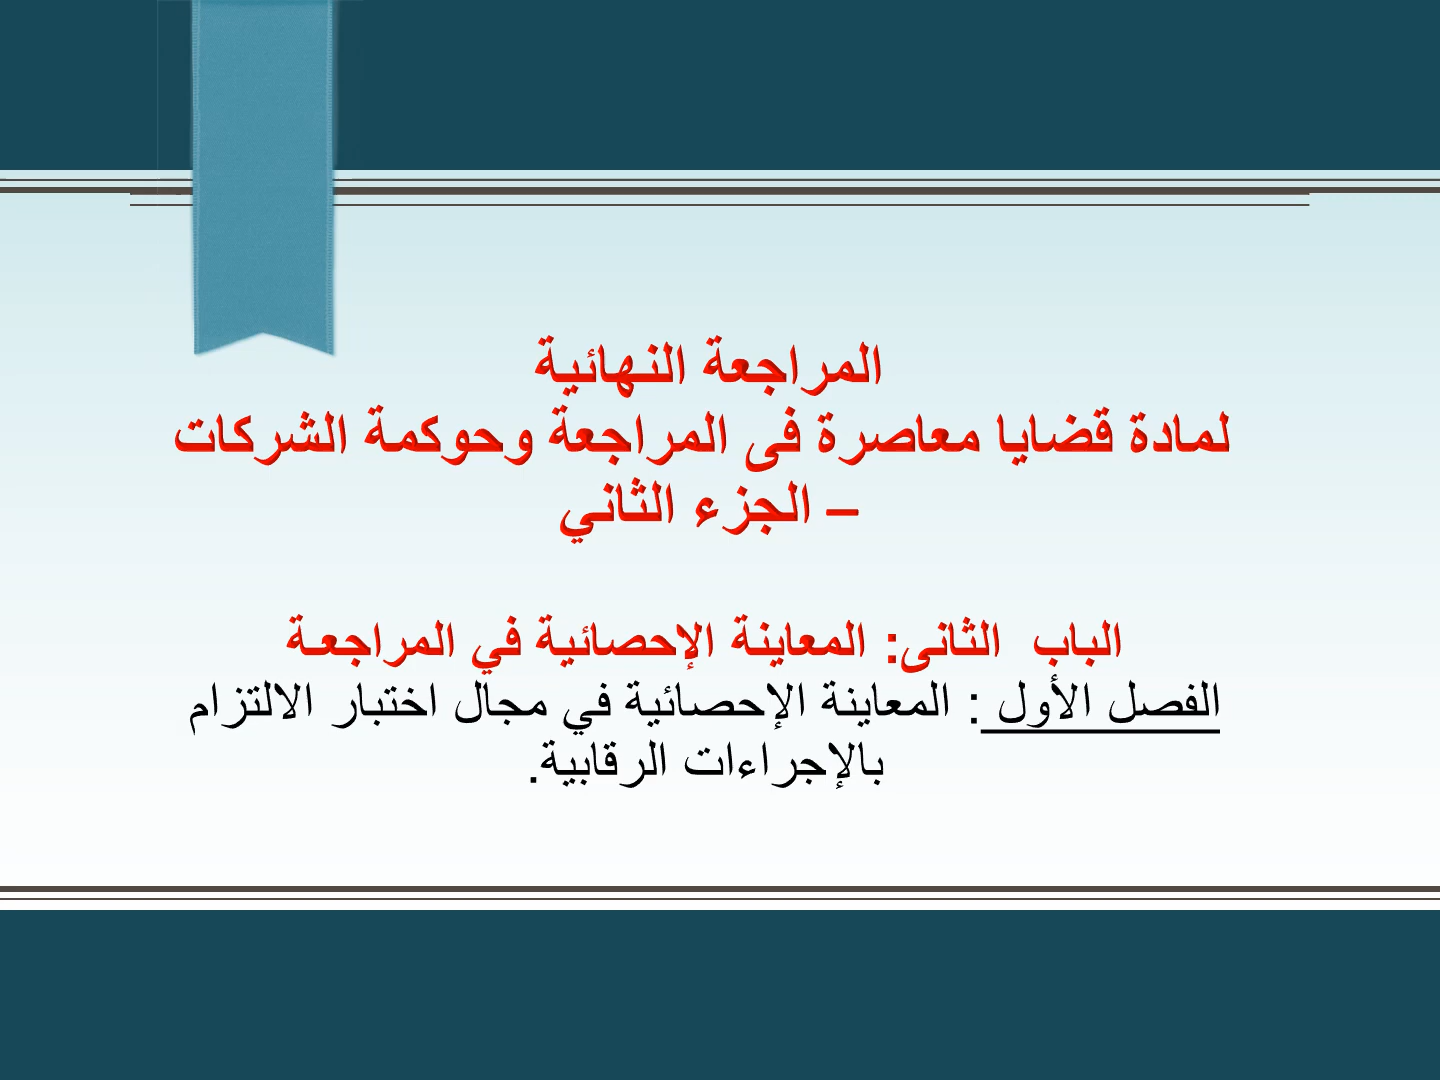 المراجعة النهائية
لمادة قضايا معاصرة فى المراجعة وحوكمة الشركات
– الجزء الثاني
الباب الثانى: المعاينة الإحصائية في المراجعـة
الفصل الأول : المعاينة الإحصائية في مجال اختبار الالتزام
بالإجراءات الرقابية.